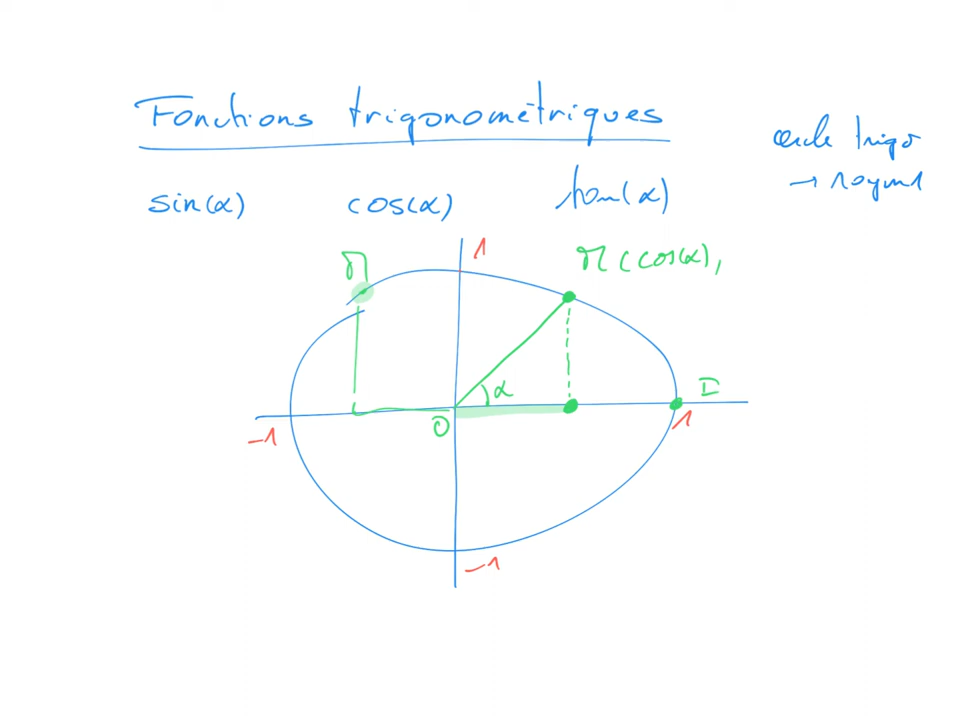 Fonctions trigonométriques
cercle trigo
→ rayon 1
sin(α) cos(α) tan(α)
M
1
M (cos(α),
α
I
-1
O
1
-1